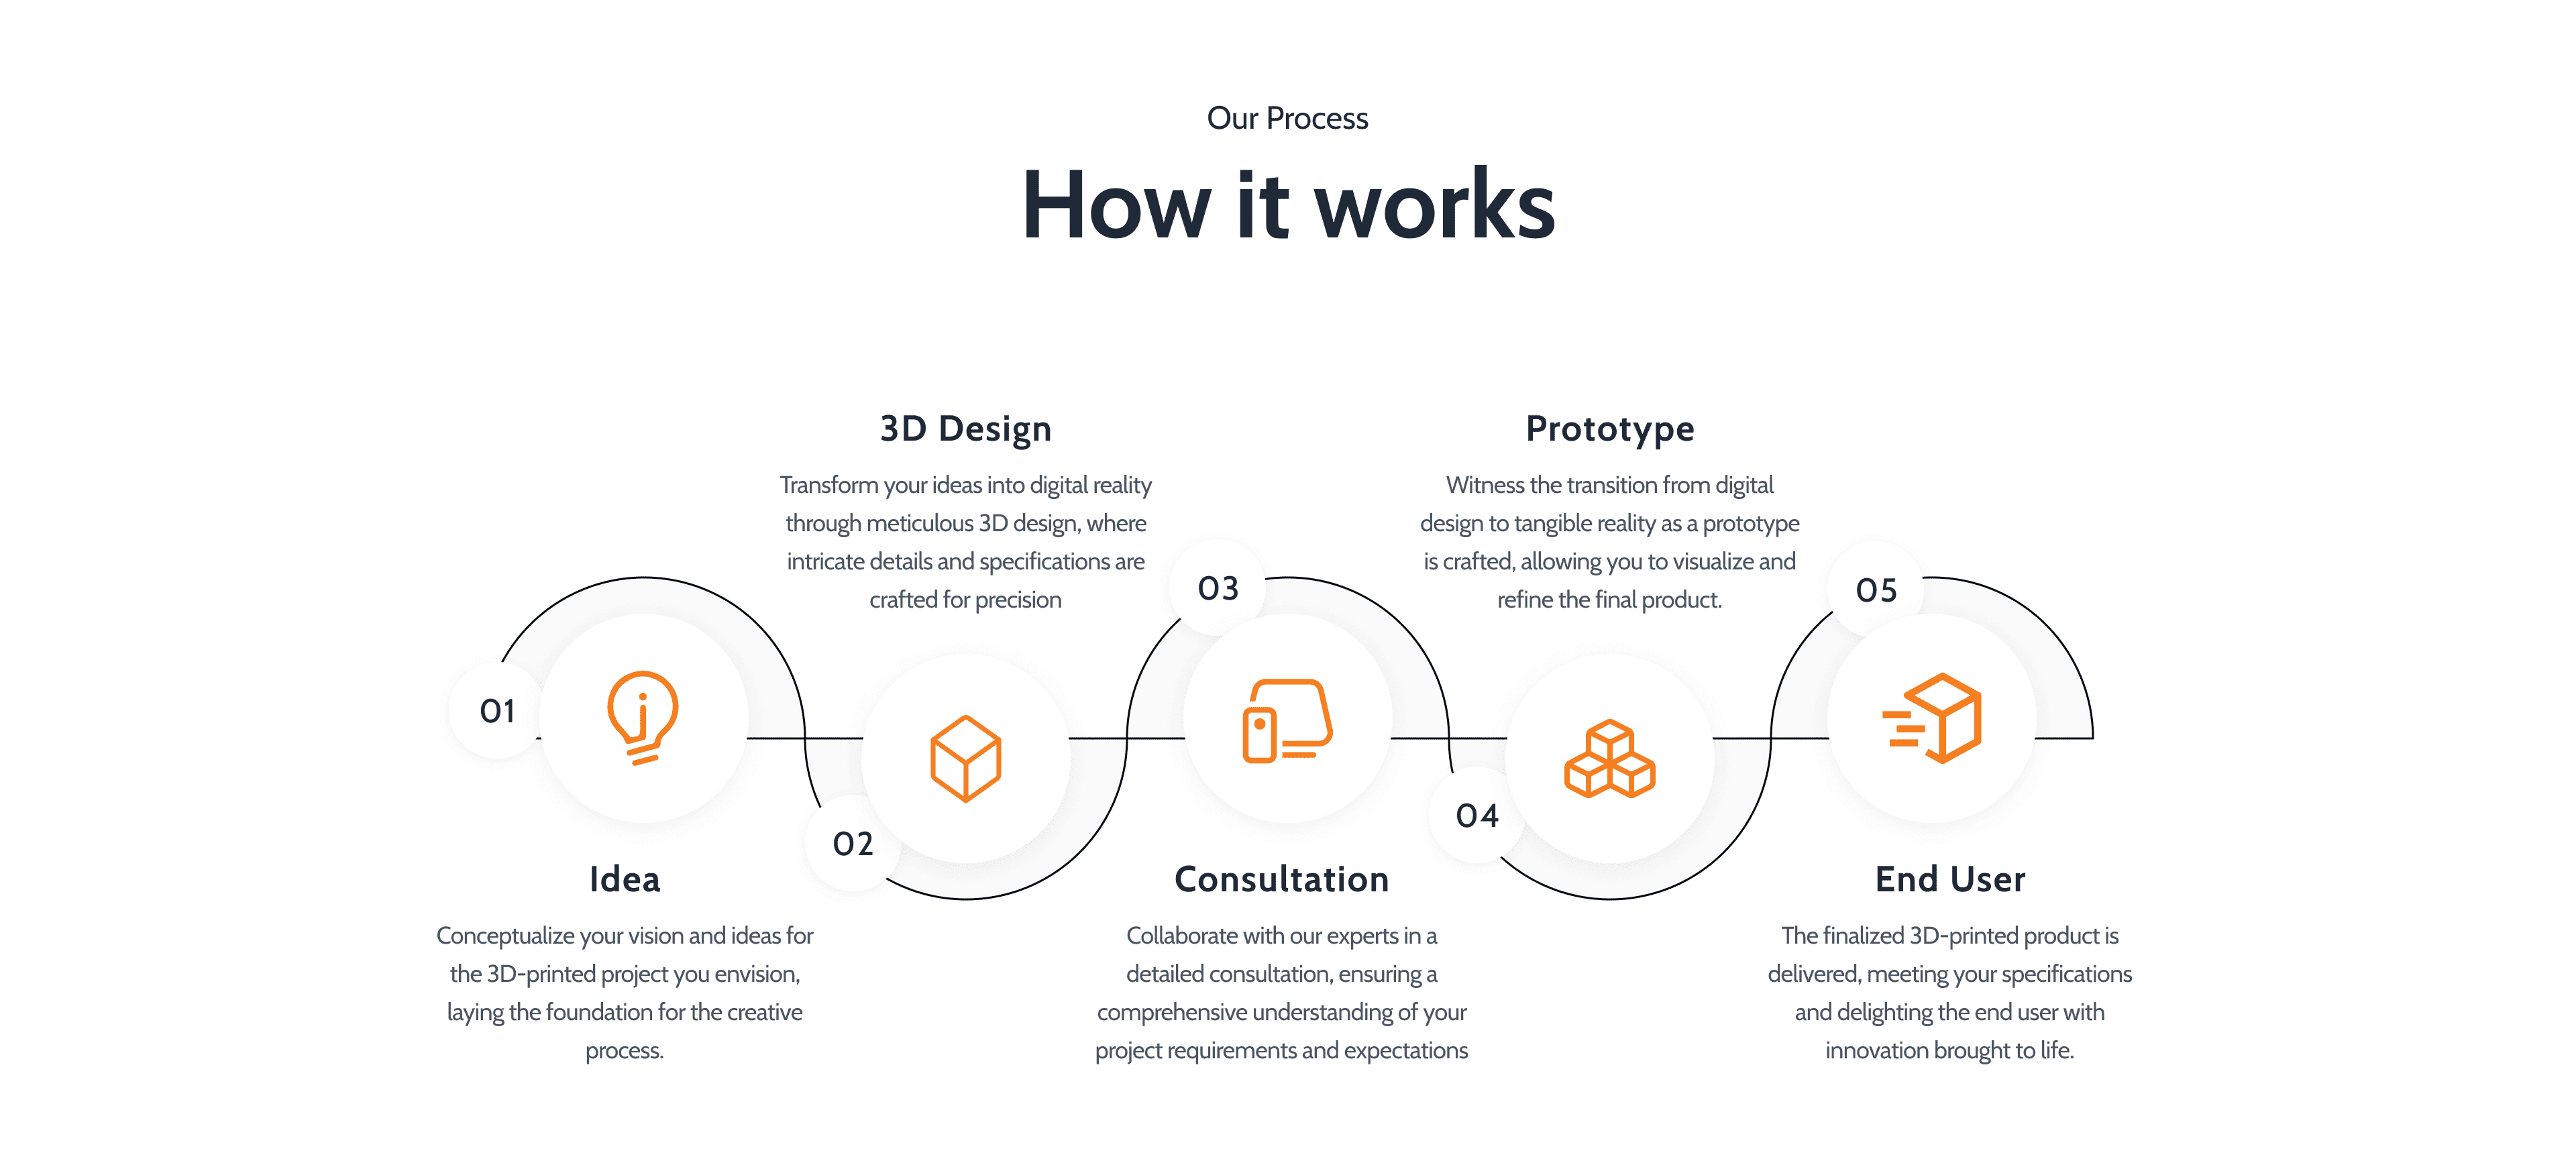 Our Process
How it works
01
Idea
Conceptualize your vision and ideas for
the 3D-printed project you envision,
laying the foundation for the creative
process.
3D Design
Transform your ideas into digital reality
through meticulous 3D design, where
intricate details and specifications are
crafted for precision
02
03
Consultation
Collaborate with our experts in a
detailed consultation, ensuring a
comprehensive understanding of your
project requirements and expectations
Prototype
Witness the transition from digital
design to tangible reality as a prototype
is crafted, allowing you to visualize and
refine the final product.
04
05
End User
The finalized 3D-printed product is
delivered, meeting your specifications
and delighting the end user with
innovation brought to life.